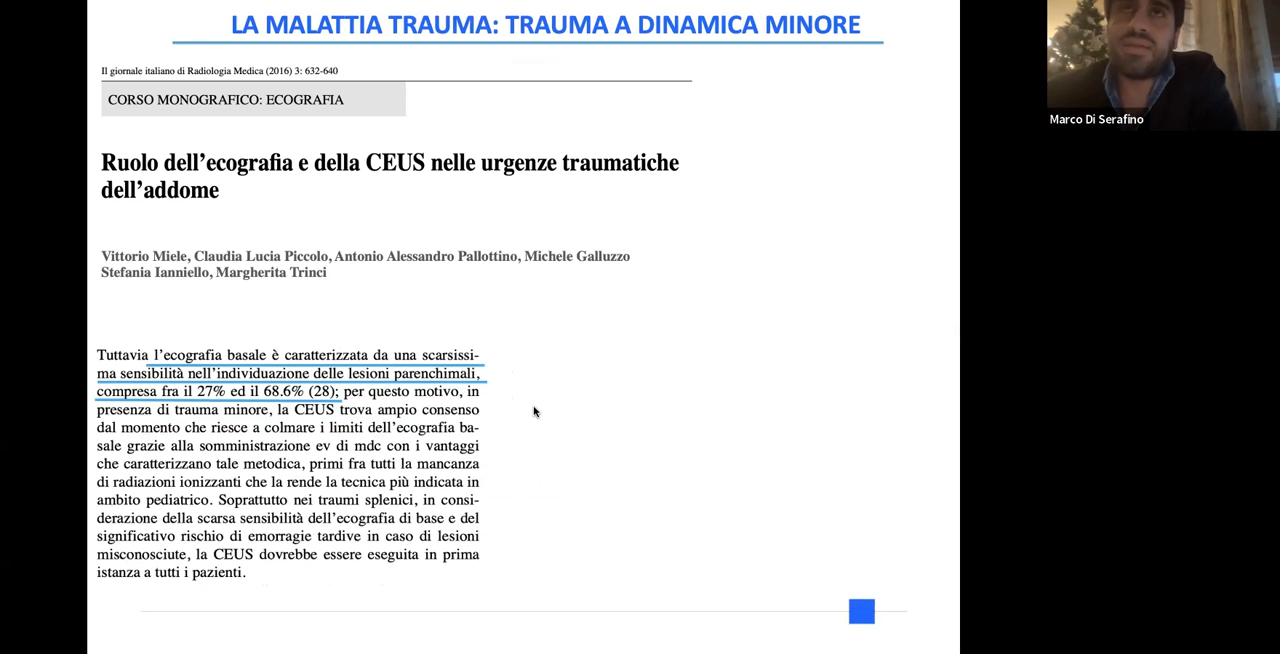 LA MALATTIA TRAUMA: TRAUMA A DINAMICA MINORE
Il giornale italiano di Radiologia Medica (2016) 3: 632-640
CORSO MONOGRAFICO: ECOGRAFIA
Ruolo dell’ecografia e della CEUS nelle urgenze traumatiche
dell’addome
Vittorio Miele, Claudia Lucia Piccolo, Antonio Alessandro Pallottino, Michele Galluzzo
Stefania Ianniello, Margherita Trinci
Tuttavia l’ecografia basale è caratterizzata da una scarsissi-
ma sensibilità nell’individuazione delle lesioni parenchimali,
compresa fra il 27% ed il 68.6% (28); per questo motivo, in
presenza di trauma minore, la CEUS trova ampio consenso
dal momento che riesce a colmare i limiti dell’ecografia ba-
sale grazie alla somministrazione ev di mdc con i vantaggi
che caratterizzano tale metodica, primi fra tutti la mancanza
di radiazioni ionizzanti che la rende la tecnica più indicata in
ambito pediatrico. Soprattutto nei traumi splenici, in consi-
derazione della scarsa sensibilità dell’ecografia di base e del
significativo rischio di emorragie tardive in caso di lesioni
misconosciute, la CEUS dovrebbe essere eseguita in prima
istanza a tutti i pazienti.
Marco Di Serafino